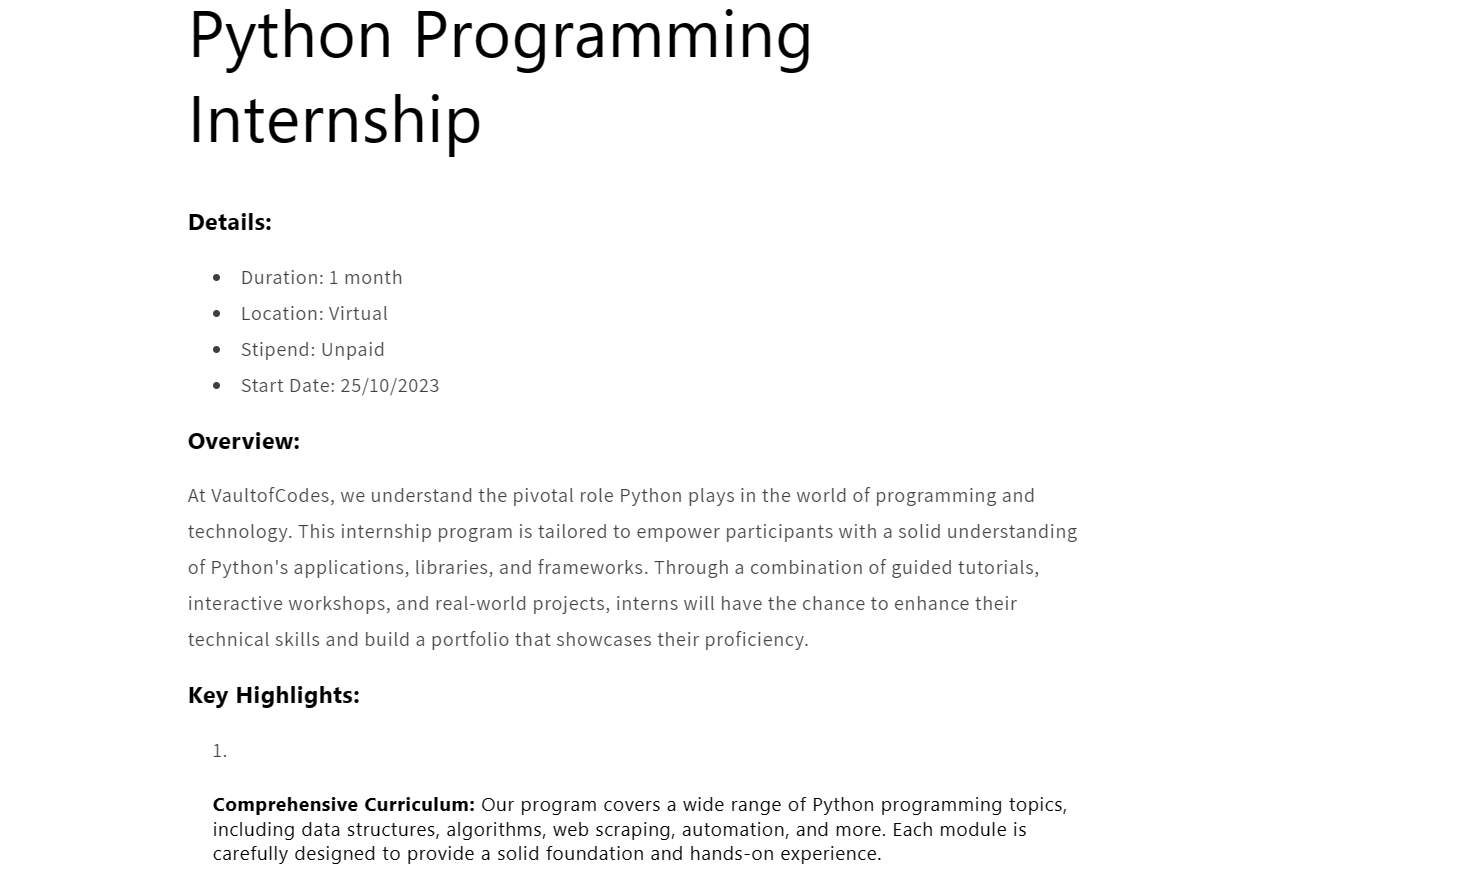 Python Programming
Internship
Details:
• Duration: 1 month
• Location: Virtual
• Stipend: Unpaid
• Start Date: 25/10/2023
Overview:
At VaultofCodes, we understand the pivotal role Python plays in the world of programming and
technology. This internship program is tailored to empower participants with a solid understanding
of Python's applications, libraries, and frameworks. Through a combination of guided tutorials,
interactive workshops, and real-world projects, interns will have the chance to enhance their
technical skills and build a portfolio that showcases their proficiency.
Key Highlights:
1.
Comprehensive Curriculum: Our program covers a wide range of Python programming topics,
including data structures, algorithms, web scraping, automation, and more. Each module is
carefully designed to provide a solid foundation and hands-on experience.